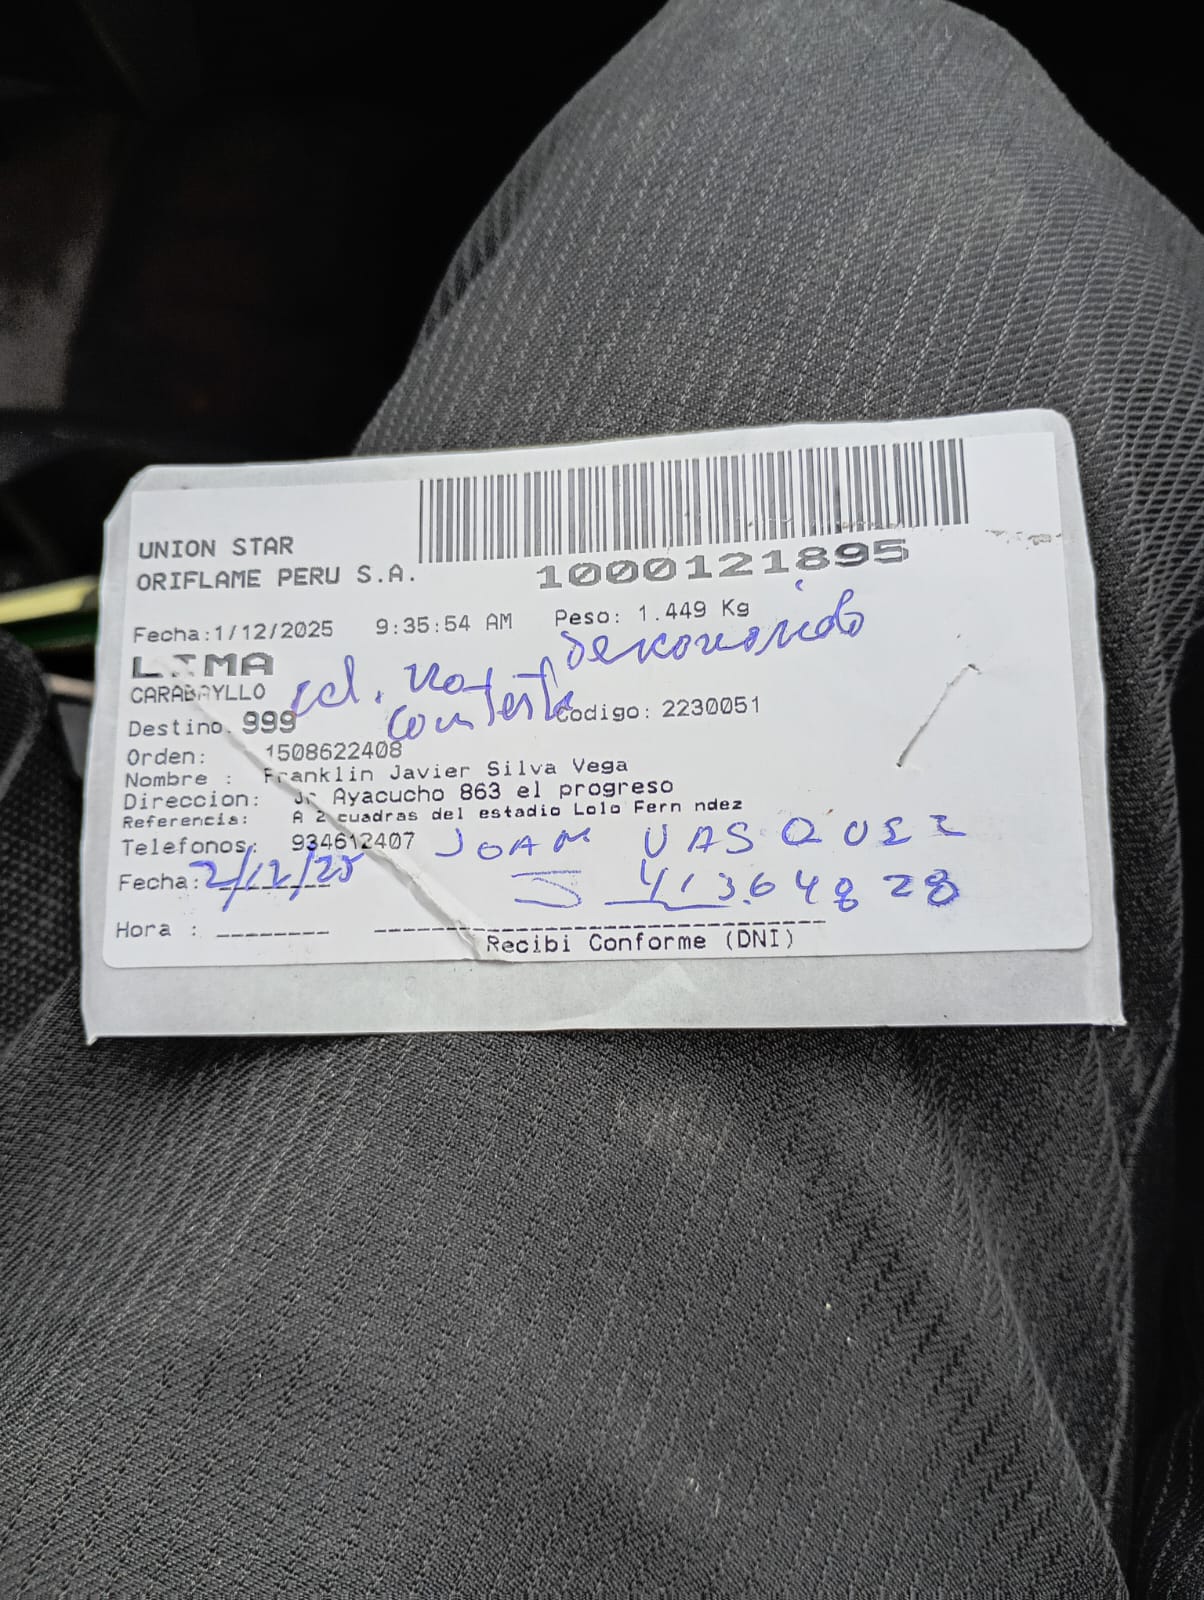 UNION STAR
ORIFLAME PERU S.A.
1000121895
Fecha:1/12/2025 9:35:54 AM Peso: 1.449 Kg
desconocido
LIMA
CARABAYLLO
cel. no contesta
Destino. 999 Codigo: 2230051
Orden: 1508622408
Nombre : Franklin Javier Silva Vega
Direccion: Jr Ayacucho 863 el progreso
Referencia: A 2 cuadras del estadio Lolo Fern ndez
Telefonos: 934612407
JOAN VASQUEZ
Fecha: 2/12/25
41364828
Hora :
Recibi Conforme (DNI)